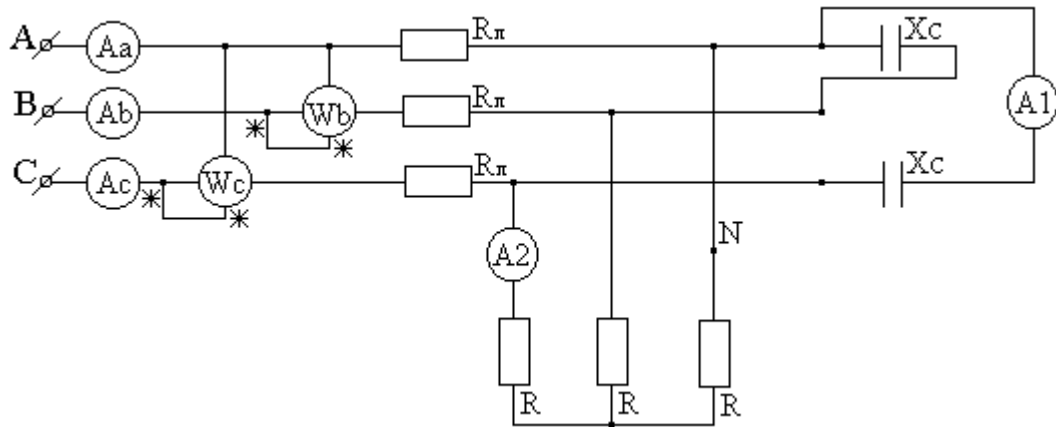 A Aa Rл Xc
B Ab Wb Rл A1
* *
C Ac Wc Rл Xc
* *
A2 N
R R R